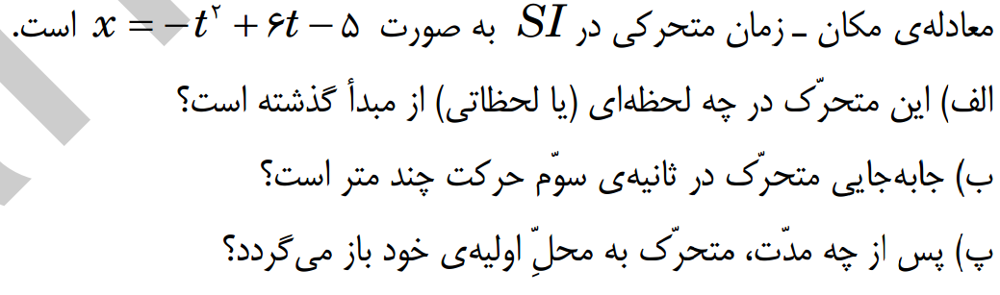 معادله‌ی مکان ـ زمان متحرکی در SI به صورت x = −t² + ۶t − ۵ است.
الف) این متحرّک در چه لحظه‌ای (یا لحظاتی) از مبدأ گذشته است؟
ب) جابه‌جایی متحرّک در ثانیه‌ی سوّم حرکت چند متر است؟
پ) پس از چه مدّت، متحرّک به محلِّ اولیه‌ی خود باز می‌گردد؟